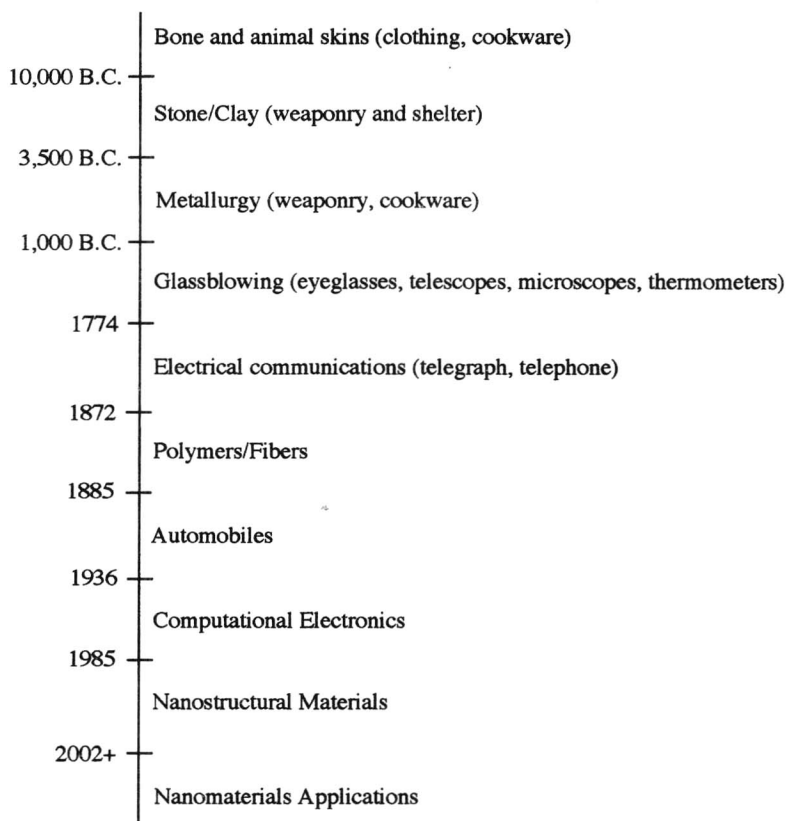 Bone and animal skins (clothing, cookware)
10,000 B.C.
Stone/Clay (weaponry and shelter)
3,500 B.C.
Metallurgy (weaponry, cookware)
1,000 B.C.
Glassblowing (eyeglasses, telescopes, microscopes, thermometers)
1774
Electrical communications (telegraph, telephone)
1872
Polymers/Fibers
1885
Automobiles
1936
Computational Electronics
1985
Nanostructural Materials
2002+
Nanomaterials Applications